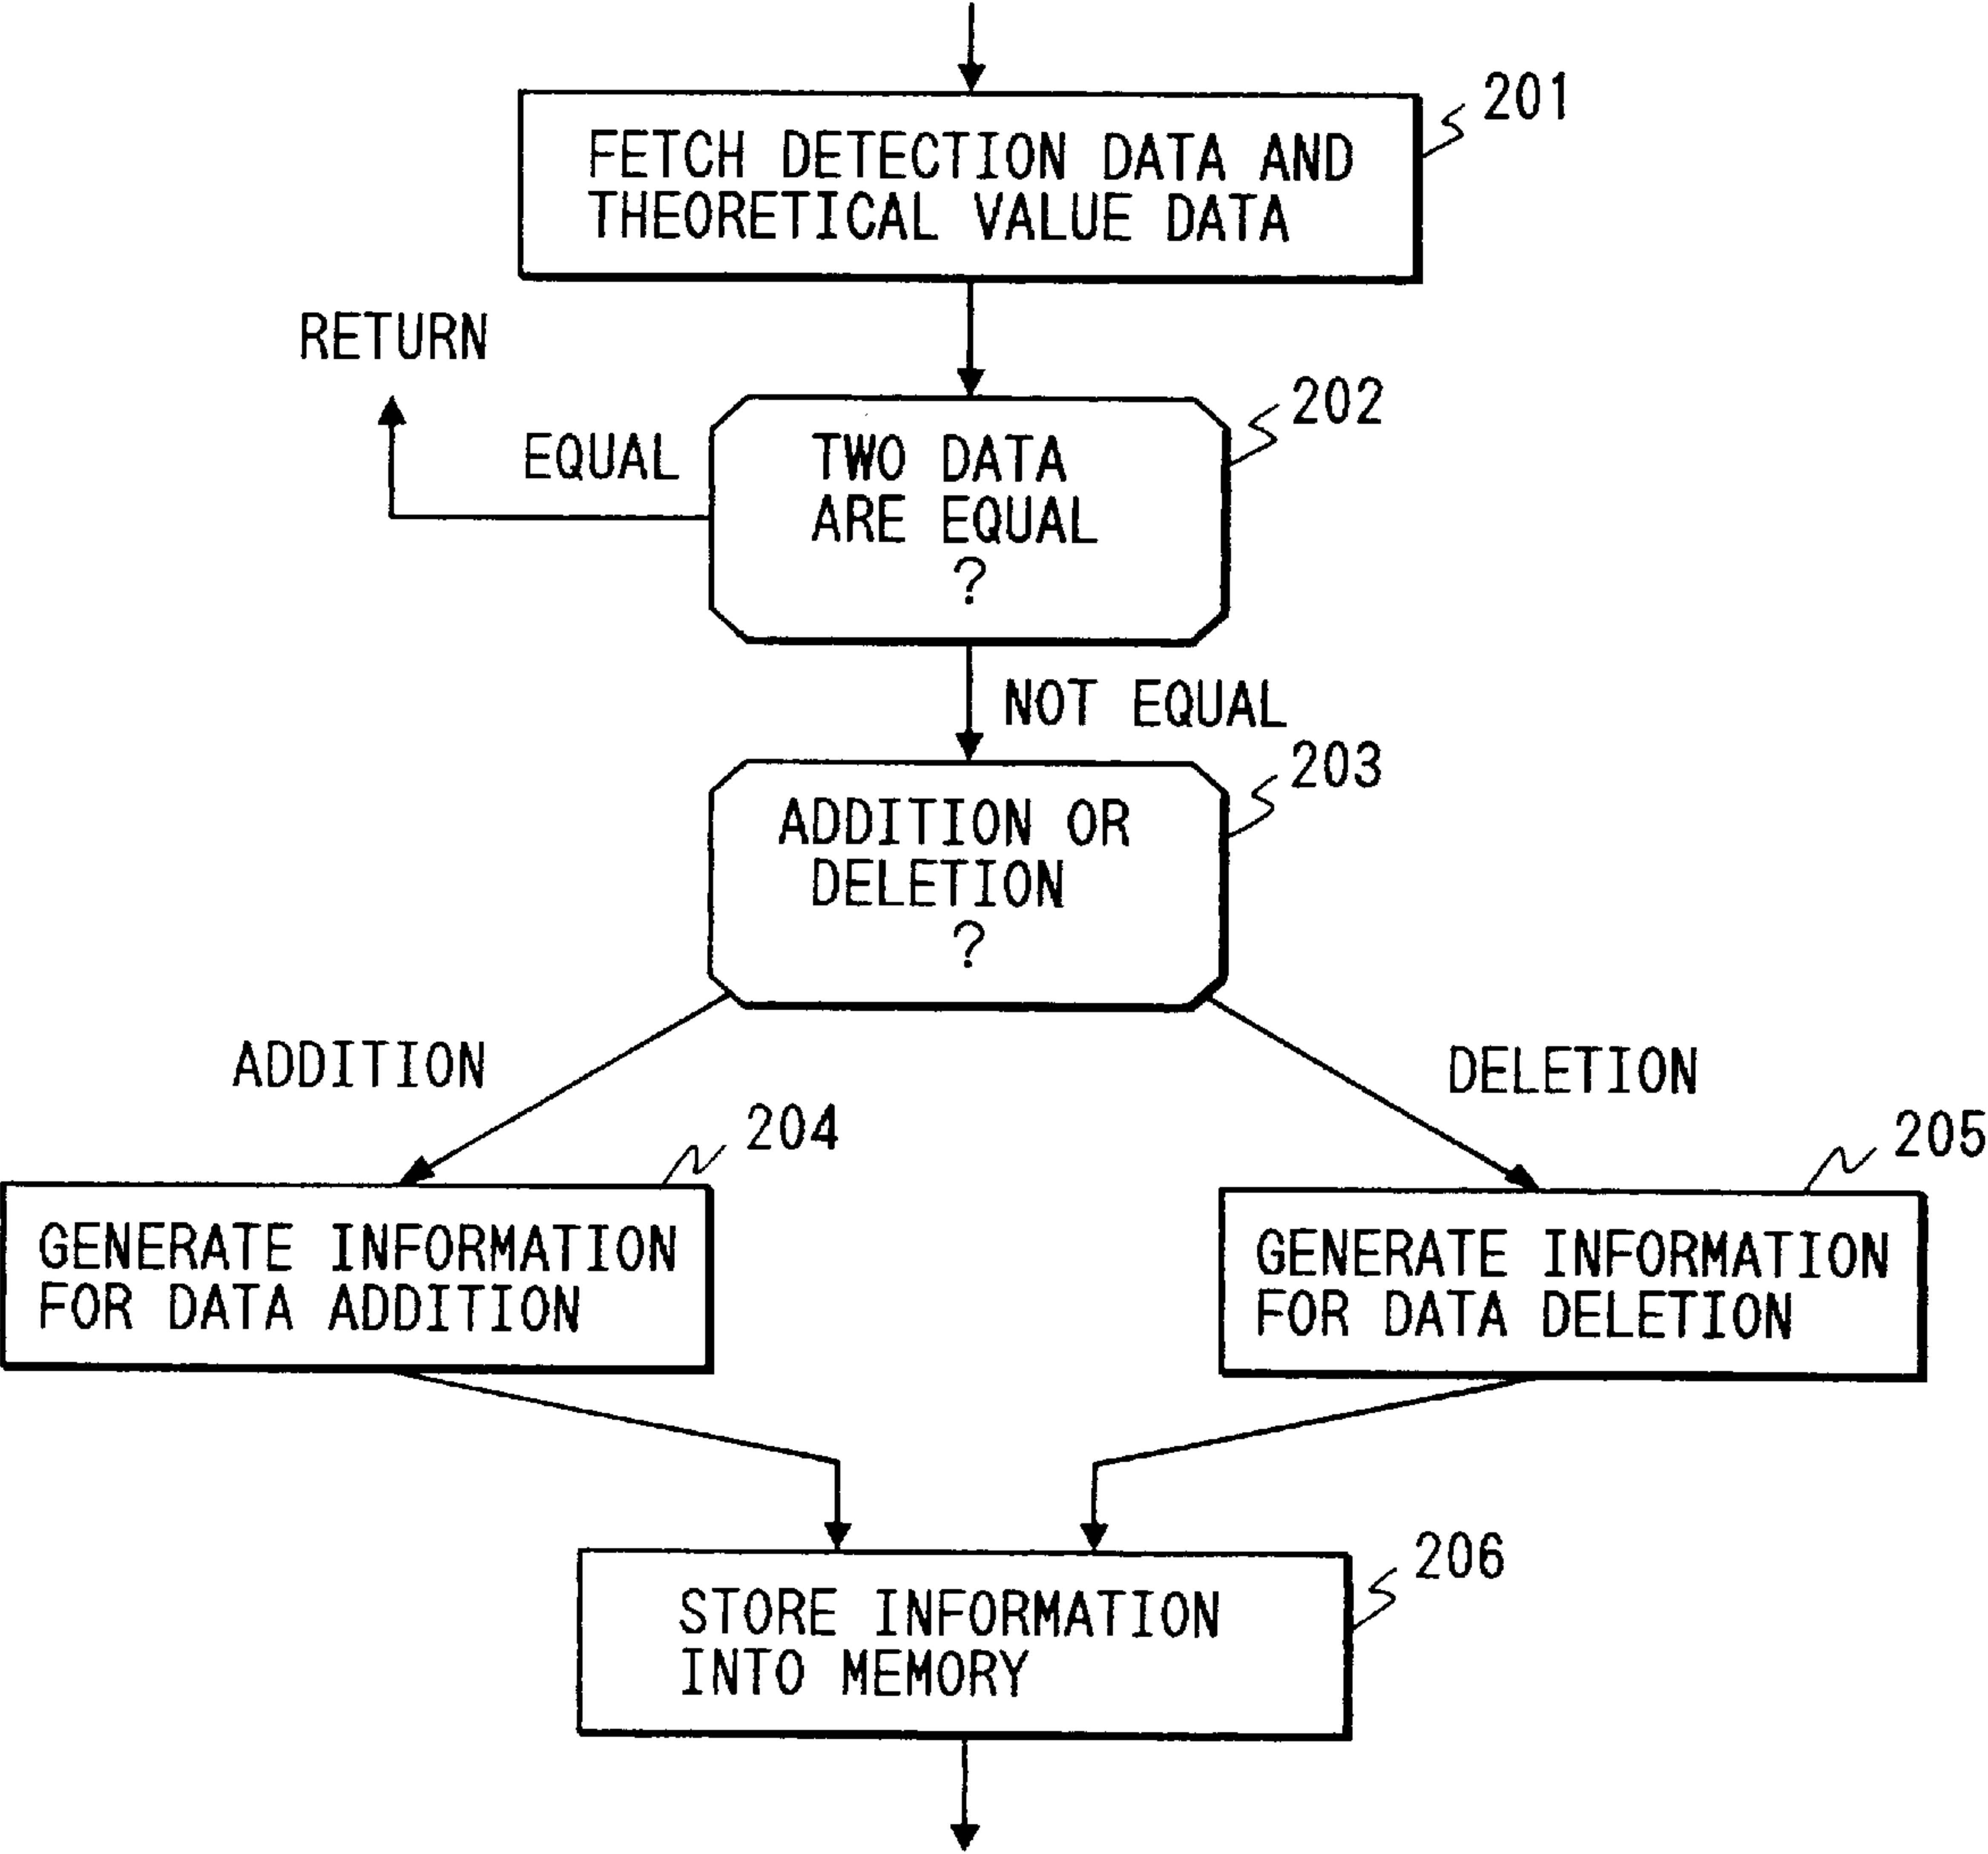 201
FETCH DETECTION DATA AND
THEORETICAL VALUE DATA
RETURN
202
EQUAL
TWO DATA
ARE EQUAL
?
NOT EQUAL
203
ADDITION OR
DELETION
?
ADDITION
DELETION
204
205
GENERATE INFORMATION
FOR DATA ADDITION
GENERATE INFORMATION
FOR DATA DELETION
206
STORE INFORMATION
INTO MEMORY